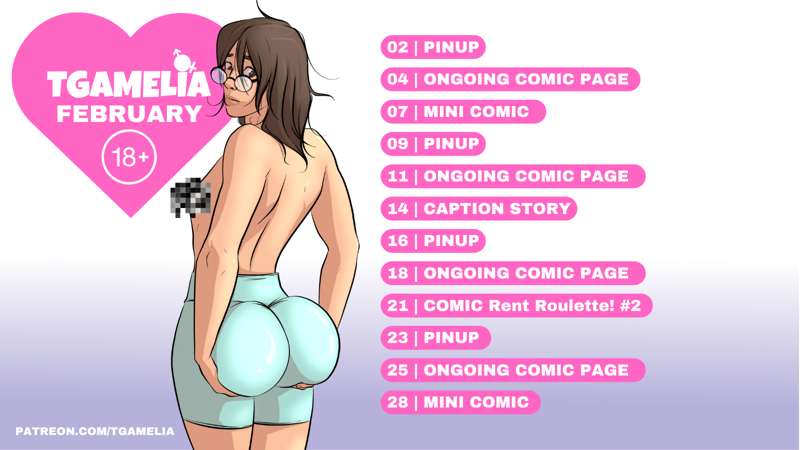 TGAMELIA
FEBRUARY
18+
02 | PINUP
04 | ONGOING COMIC PAGE
07 | MINI COMIC
09 | PINUP
11 | ONGOING COMIC PAGE
14 | CAPTION STORY
16 | PINUP
18 | ONGOING COMIC PAGE
21 | COMIC Rent Roulette! #2
23 | PINUP
25 | ONGOING COMIC PAGE
28 | MINI COMIC
PATREON.COM/TGAMELIA